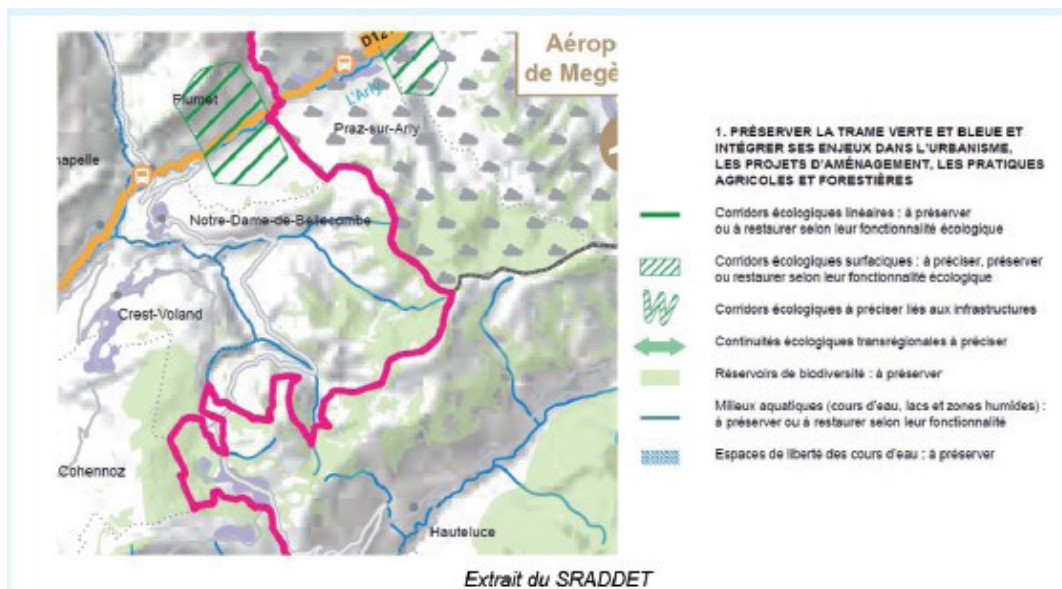 D121
Aérop
de Megè
Flumet
L'Arly
Praz-sur-Arly
hapelle
Notre-Dame-de-Bellecombe
Crest-Voland
Cohennoz
Hauteluce
1. PRÉSERVER LA TRAME VERTE ET BLEUE ET
INTÉGRER SES ENJEUX DANS L'URBANISME,
LES PROJETS D'AMÉNAGEMENT, LES PRATIQUES
AGRICOLES ET FORESTIÈRES
Corridors écologiques linéaires : à préserver
ou à restaurer selon leur fonctionnalité écologique
Corridors écologiques surfaciques : à préciser, préserver
ou restaurer selon leur fonctionnalité écologique
Corridors écologiques à préciser liés aux infrastructures
Continuités écologiques transrégionales à préciser
Réservoirs de biodiversité : à préserver
Milieux aquatiques (cours d'eau, lacs et zones humides) :
à préserver ou à restaurer selon leur fonctionnalité
Espaces de liberté des cours d'eau : à préserver
Extrait du SRADDET